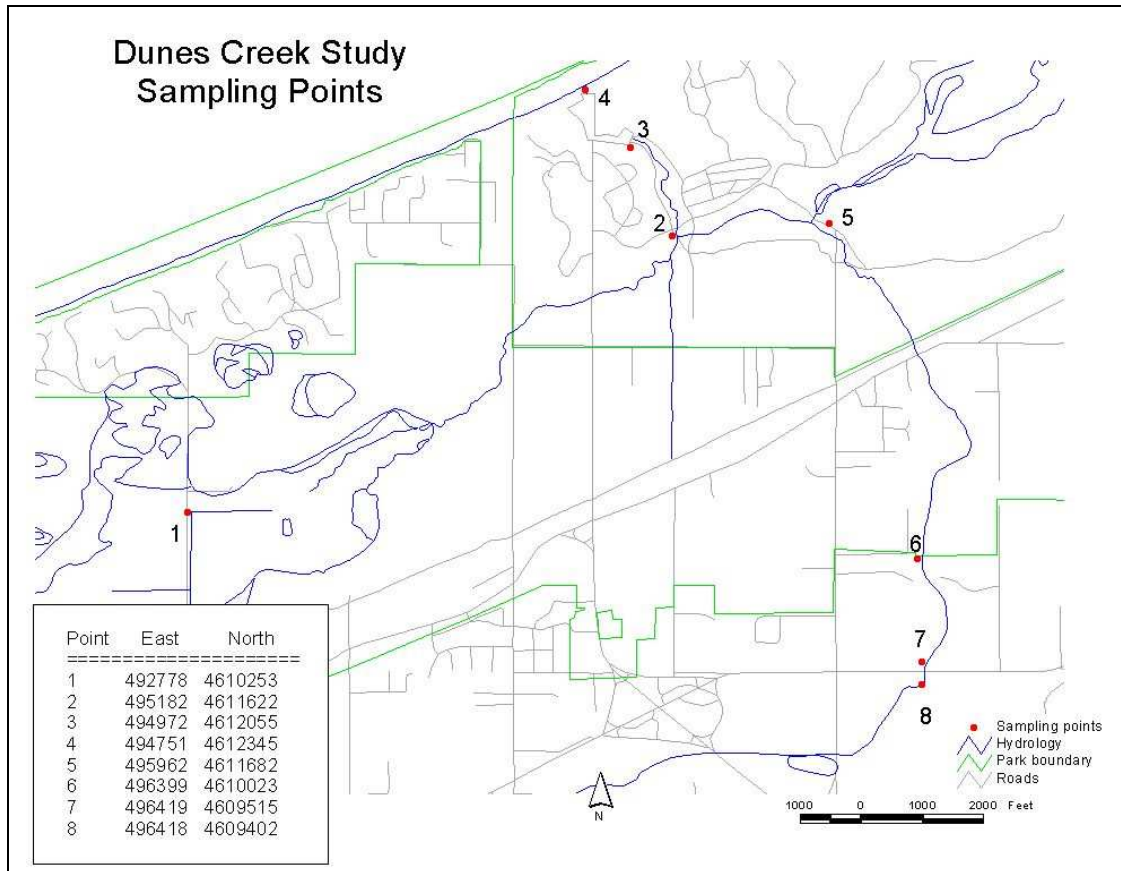 Dunes Creek Study
Sampling Points
4
3
2
5
1
6
7
8
Point East North
=====================
1 492778 4610253
2 495182 4611622
3 494972 4612055
4 494751 4612345
5 495962 4611682
6 496399 4610023
7 496419 4609515
8 496418 4609402
Sampling points
Hydrology
Park boundary
Roads
N
1000 0 1000 2000 Feet